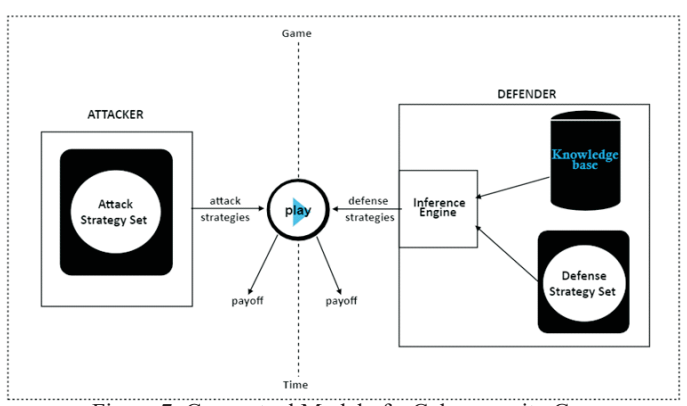 Game
DEFENDER
ATTACKER
Knowledge
base
Attack
Strategy Set
attack
strategies
play
defense
strategies
Inference
Engine
Defense
Strategy Set
payoff
payoff
Time